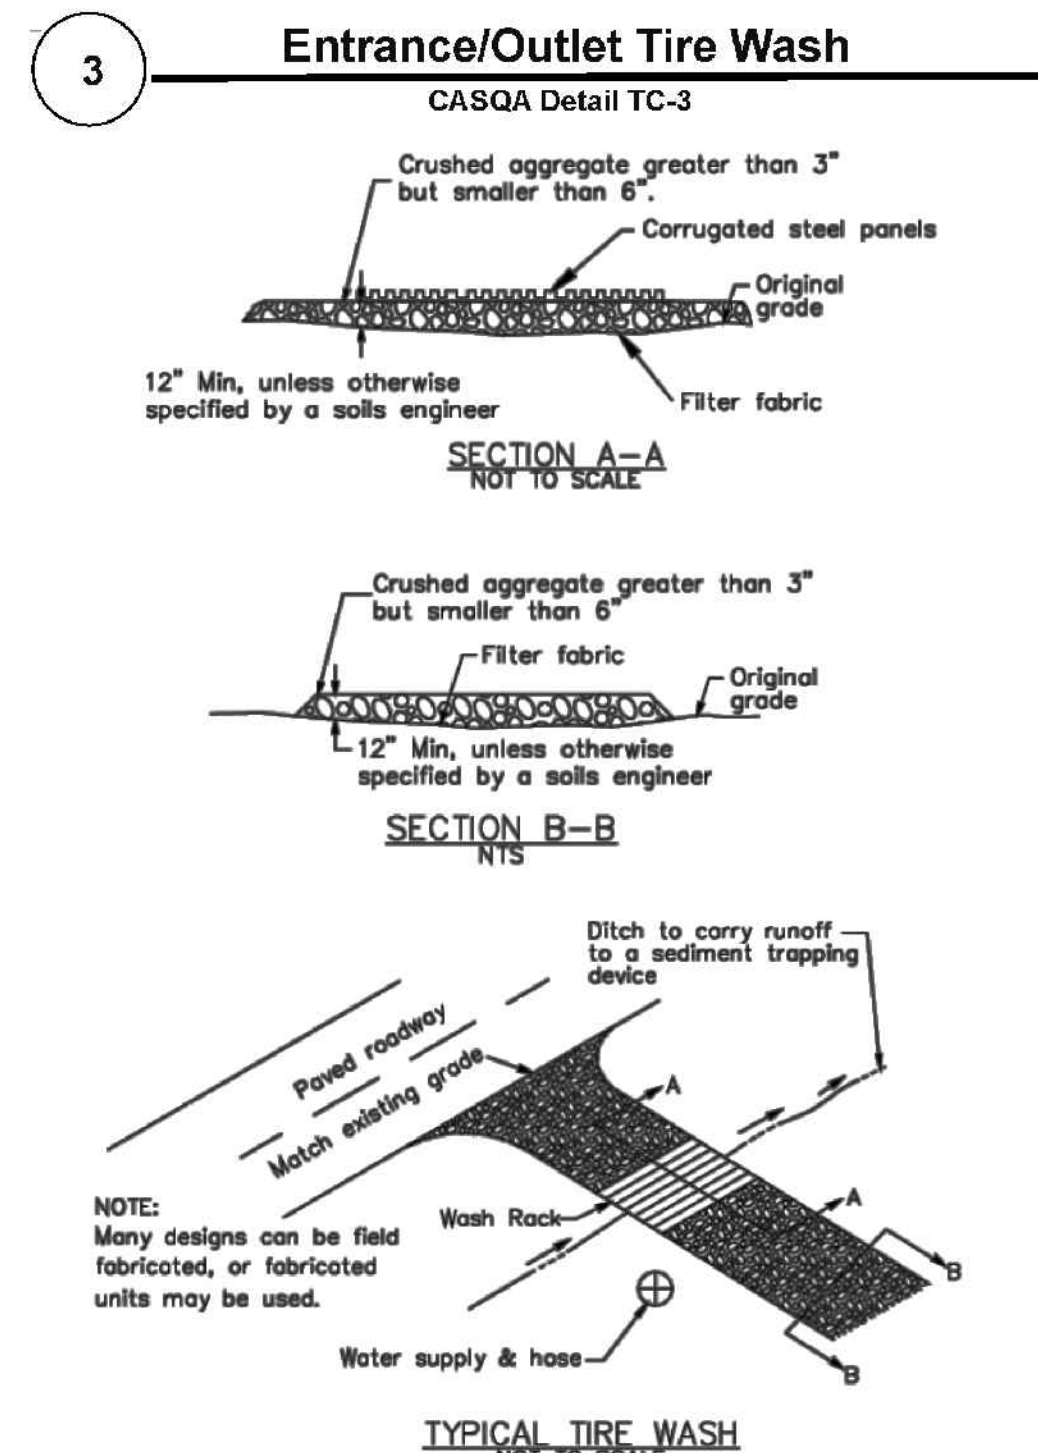 3
Entrance/Outlet Tire Wash
CASQA Detail TC-3
Crushed aggregate greater than 3"
but smaller than 6".
Corrugated steel panels
Original
grade
12" Min, unless otherwise
specified by a soils engineer
Filter fabric
SECTION A-A
NOT TO SCALE
Crushed aggregate greater than 3"
but smaller than 6"
Filter fabric
Original
grade
12" Min, unless otherwise
specified by a soils engineer
SECTION B-B
NTS
Ditch to carry runoff
to a sediment trapping
device
Paved roadway
Match existing grade
A
A
NOTE:
Many designs can be field
fabricated, or fabricated
units may be used.
Wash Rack
B
B
Water supply & hose
TYPICAL TIRE WASH
NOT TO SCALE